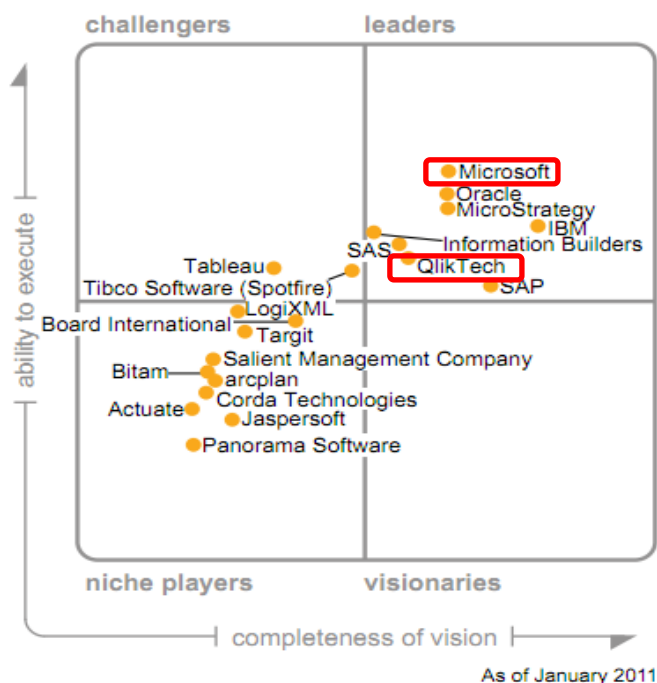 challengers
leaders
Microsoft
Oracle
MicroStrategy
IBM
Information Builders
SAS
QlikTech
Tableau
Tibco Software (Spotfire)
SAP
LogiXML
Board International
Targit
Salient Management Company
Bitam
arcplan
Corda Technologies
Actuate
Jaspersoft
Panorama Software
niche players
visionaries
ability to execute
completeness of vision
As of January 2011